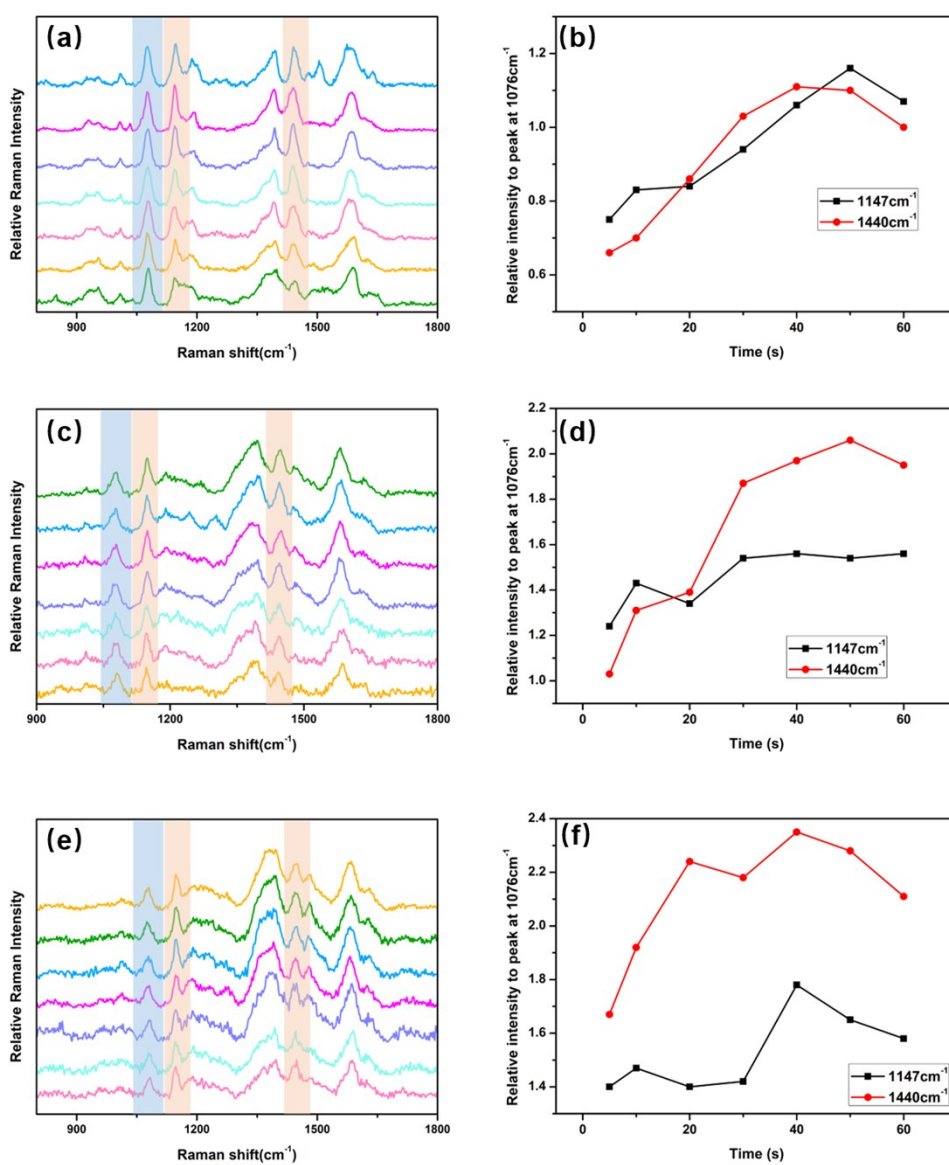 (a)
Relative Raman Intensity
900 1200 1500 1800
Raman shift(cm-1)
(b)
Relative intensity to peak at 1076cm-1
1.2
1.0
0.8
0.6
1147cm-1
1440cm-1
0 20 40 60
Time (s)
(c)
Relative Raman Intensity
900 1200 1500 1800
Raman shift(cm-1)
(d)
Relative intensity to peak at 1076cm-1
2.2
2.0
1.8
1.6
1.4
1.2
1.0
1147cm-1
1440cm-1
0 20 40 60
Time (s)
(e)
Relative Raman Intensity
900 1200 1500 1800
Raman shift(cm-1)
(f)
Relative intensity to peak at 1076cm-1
2.4
2.2
2.0
1.8
1.6
1.4
1147cm-1
1440cm-1
0 20 40 60
Time (s)